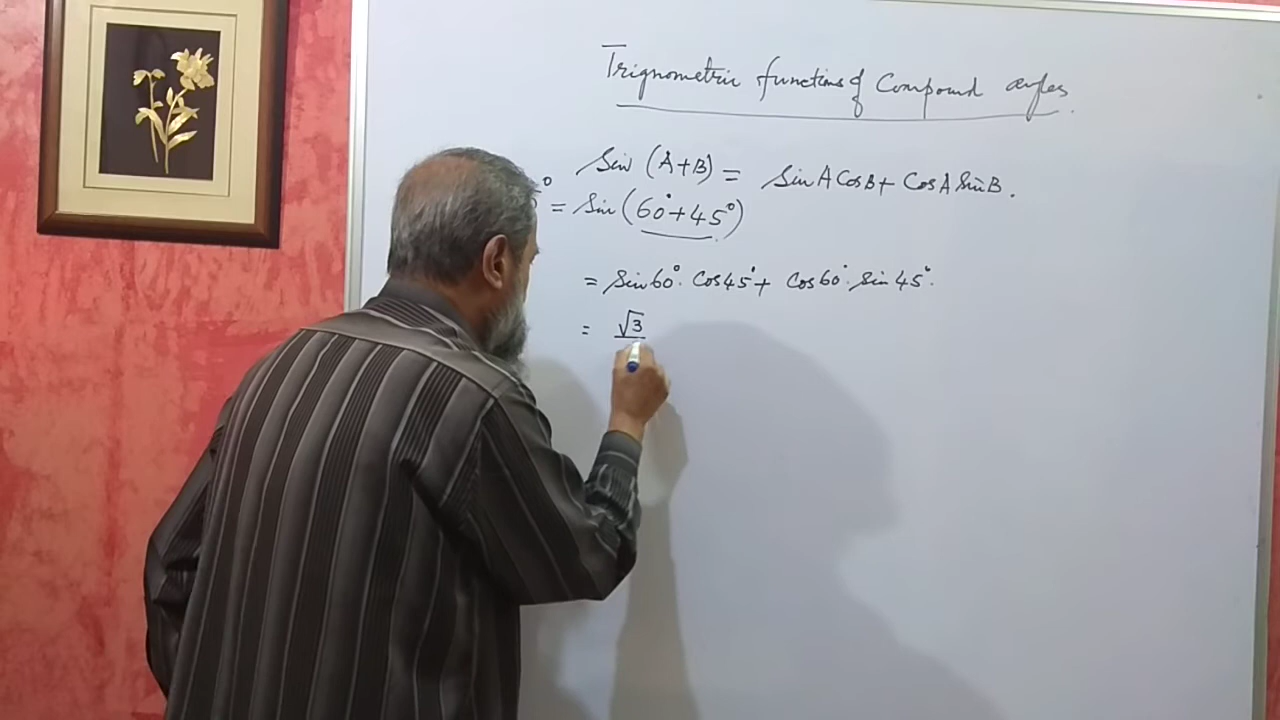 Trignometric functions of Compound angles.
Sin (A+B) = Sin A Cos B + Cos A Sin B.
5° = Sin (60° + 45°)
= Sin 60° . Cos 45° + Cos 60° . Sin 45° .
= √3